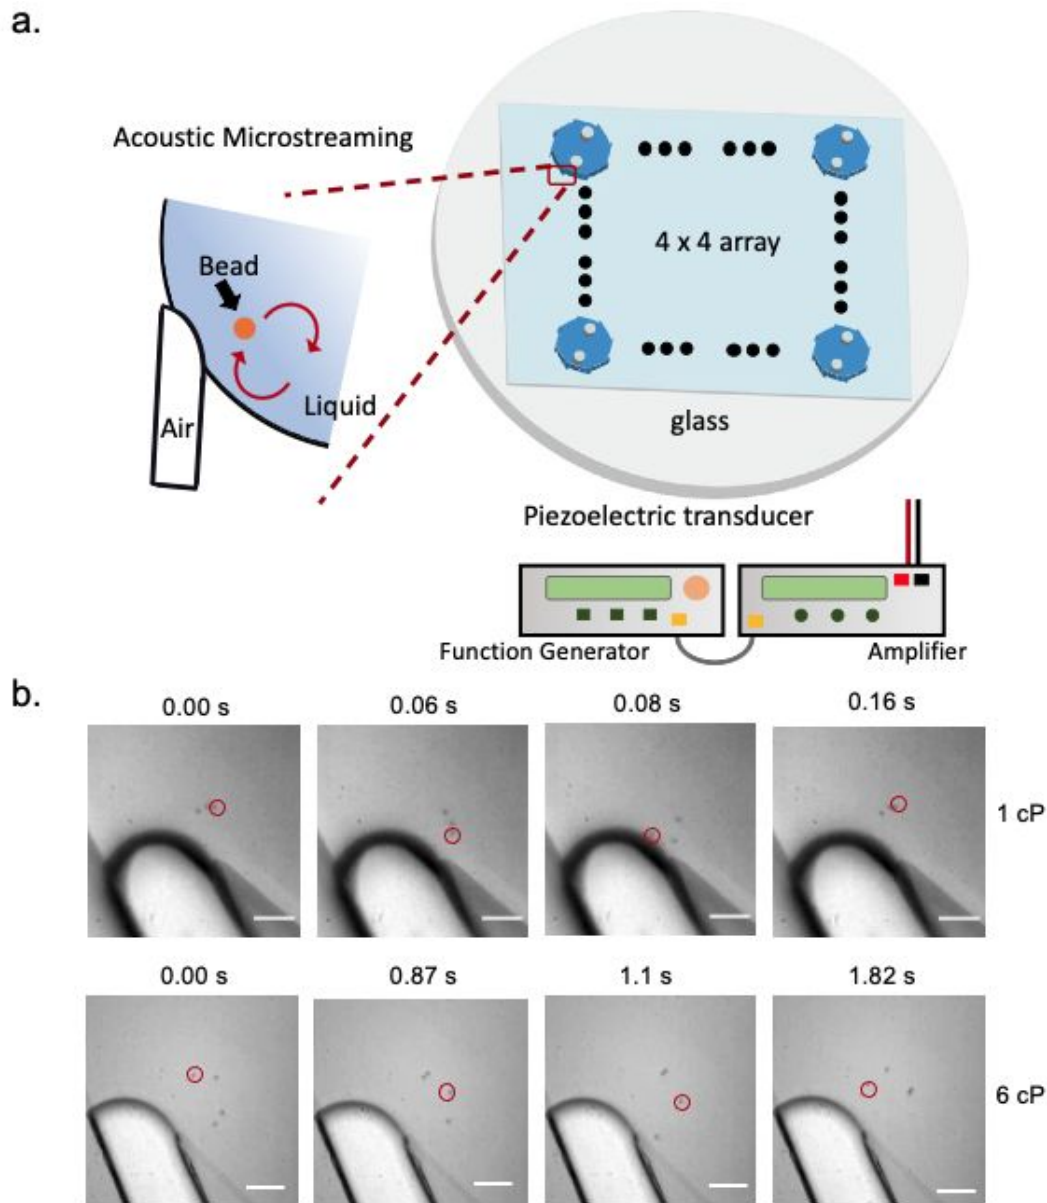 a.
Acoustic Microstreaming
Bead
Liquid
Air
4 x 4 array
glass
Piezoelectric transducer
Function Generator
Amplifier
b.
0.00 s
0.06 s
0.08 s
0.16 s
1 cP
0.00 s
0.87 s
1.1 s
1.82 s
6 cP